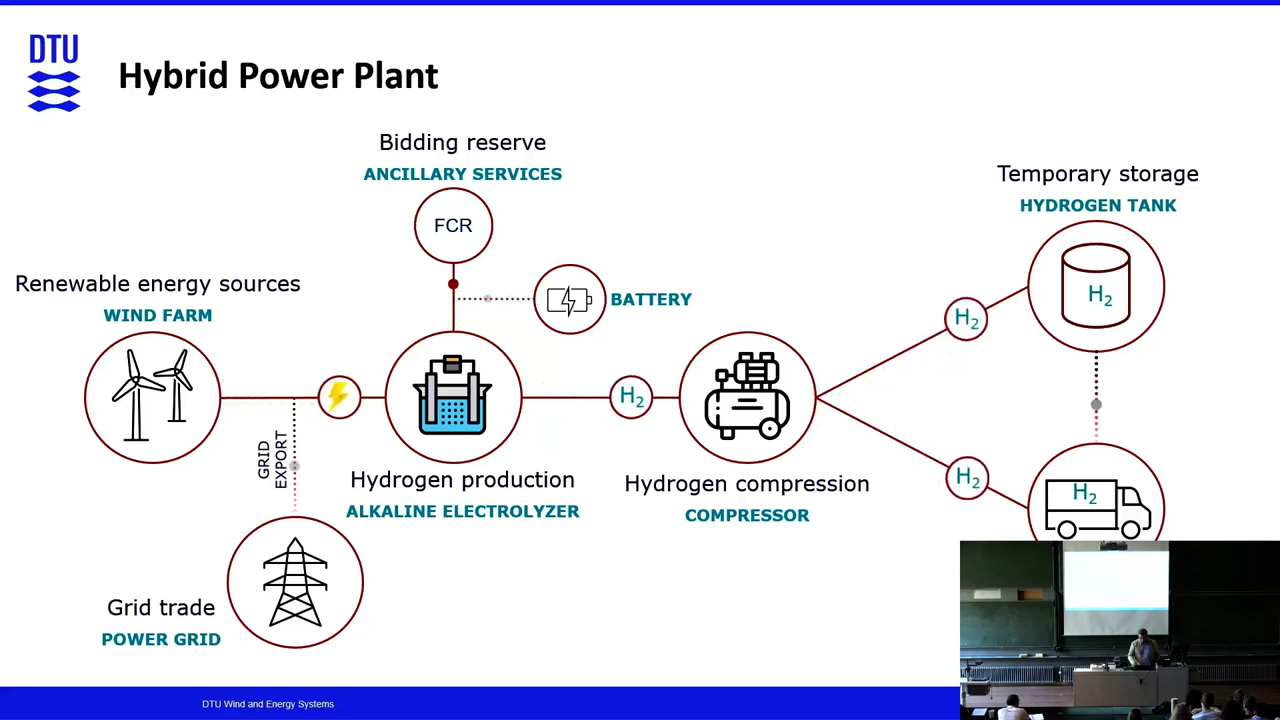 DTU
Hybrid Power Plant
Bidding reserve
ANCILLARY SERVICES
FCR
Temporary storage
HYDROGEN TANK
H2
Renewable energy sources
WIND FARM
BATTERY
H2
H2
GRID
EXPORT
Hydrogen production
ALKALINE ELECTROLYZER
Hydrogen compression
COMPRESSOR
H2
H2
Grid trade
POWER GRID
DTU Wind and Energy Systems